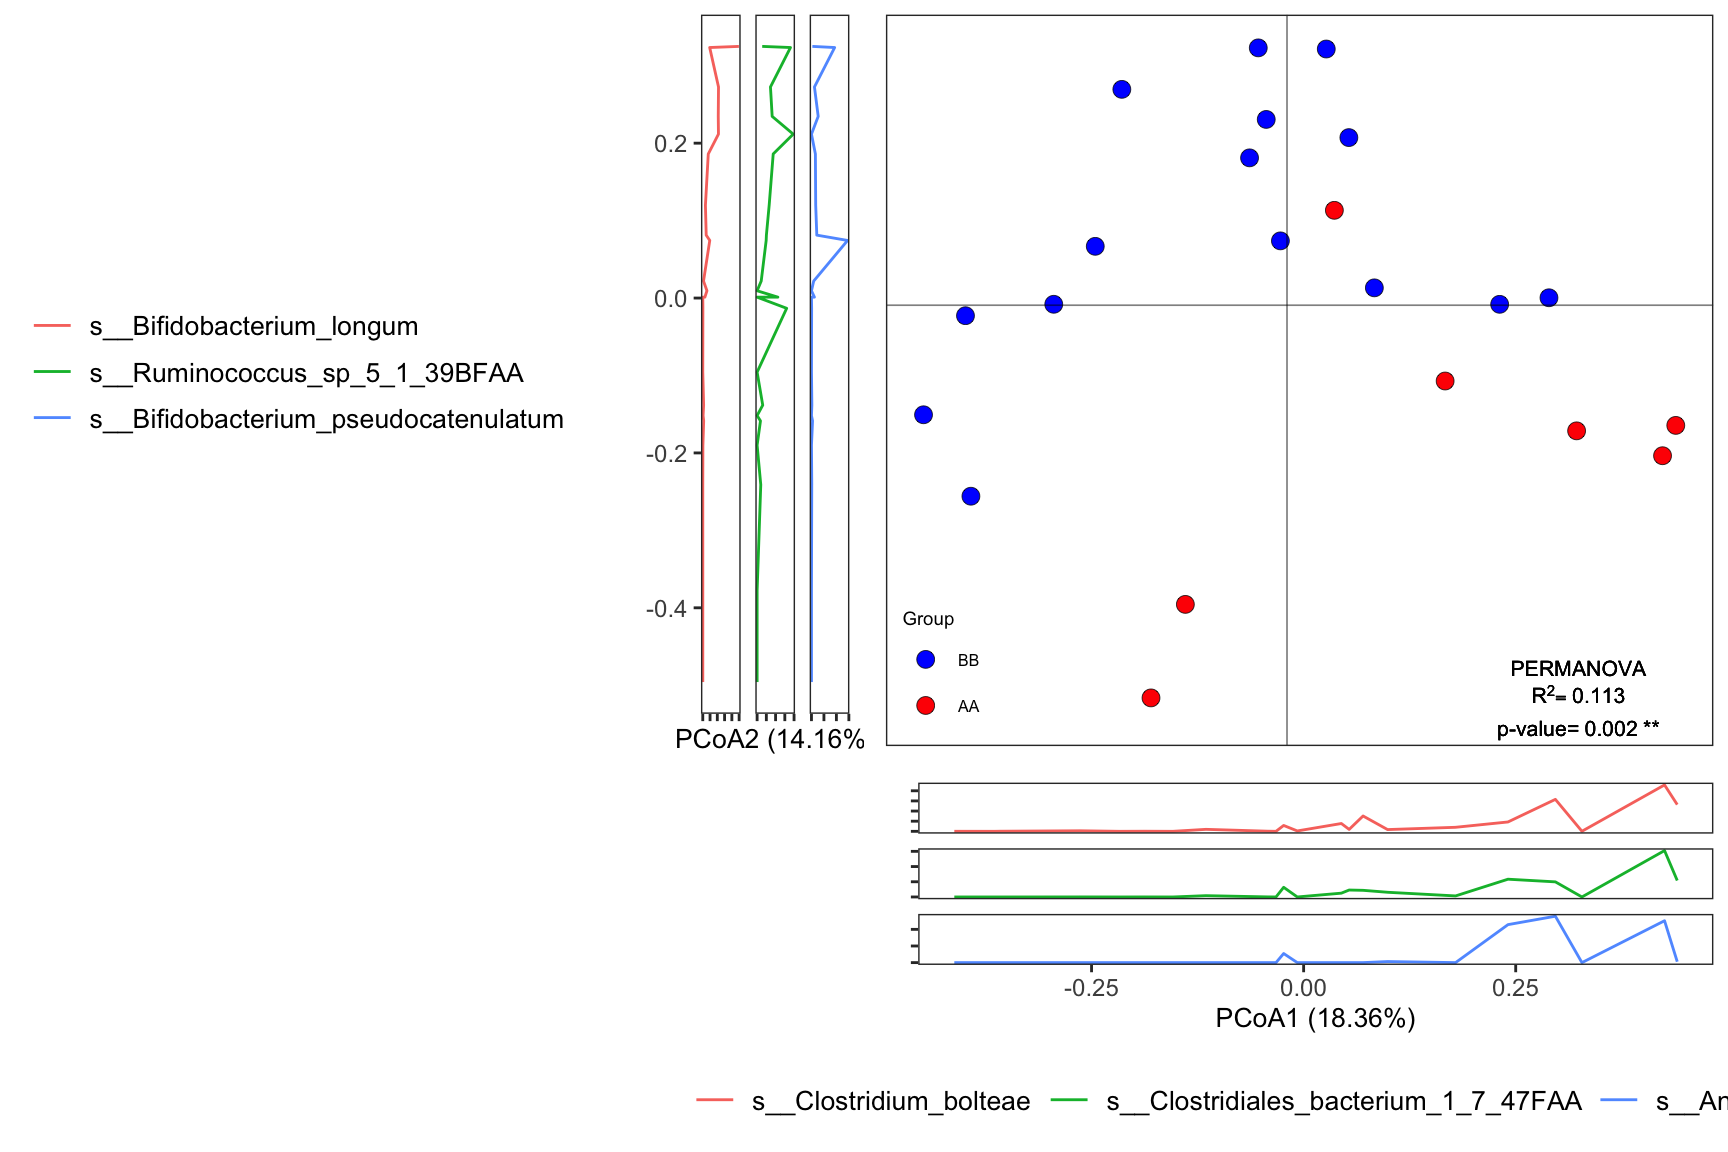 0.2
0.0
-0.2
-0.4
s__Bifidobacterium_longum
s__Ruminococcus_sp_5_1_39BFAA
s__Bifidobacterium_pseudocatenulatum
PCoA2 (14.16%
Group
BB
AA
PERMANOVA
R²= 0.113
p-value= 0.002 **
-0.25 0.00 0.25
PCoA1 (18.36%)
s__Clostridium_bolteae s__Clostridiales_bacterium_1_7_47FAA s__An